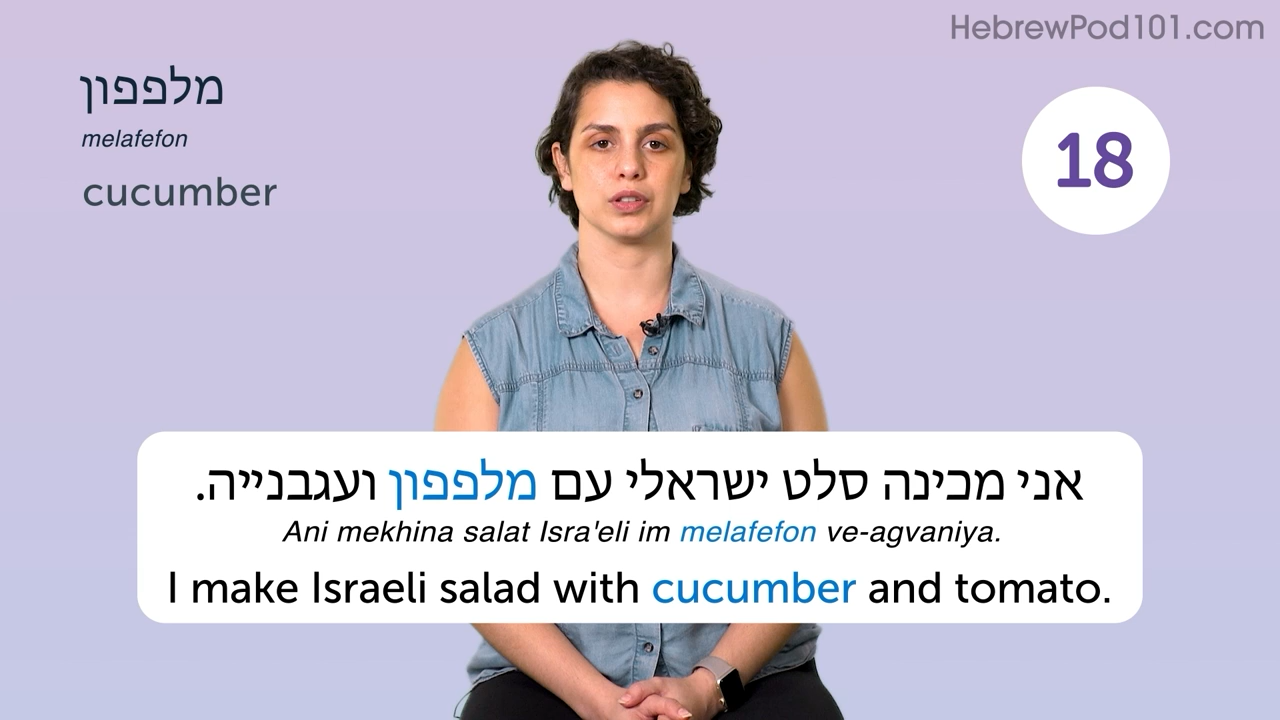 HebrewPod101.com
מלפפון
melafefon
cucumber
18
אני מכינה סלט ישראלי עם מלפפון ועגבנייה.
Ani mekhina salat Isra'eli im melafefon ve-agvaniya.
I make Israeli salad with cucumber and tomato.